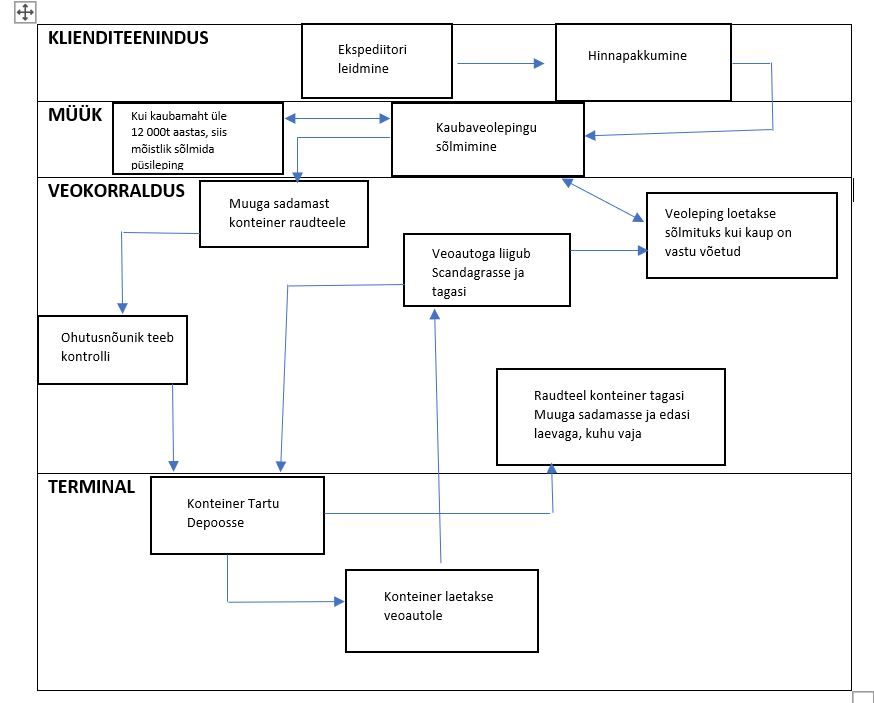 KLIENDITEENINDUS
Ekspediitori
leidmine
Hinnapakkumine
MÜÜK
Kui kaubamaht üle
12 000t aastas, siis
mõistlik sõlmida
püsileping
Kaubaveolepingu
sõlmimine
VEOKORRALDUS
Muuga sadamast
konteiner raudteele
Veoleping loetakse
sõlmituks kui kaup on
vastu võetud
Veoautoga liigub
Scandagrasse ja
tagasi
Ohutusnõunik teeb
kontrolli
Raudteel konteiner tagasi
Muuga sadamasse ja edasi
laevaga, kuhu vaja
TERMINAL
Konteiner Tartu
Depoosse
Konteiner laetakse
veoautole